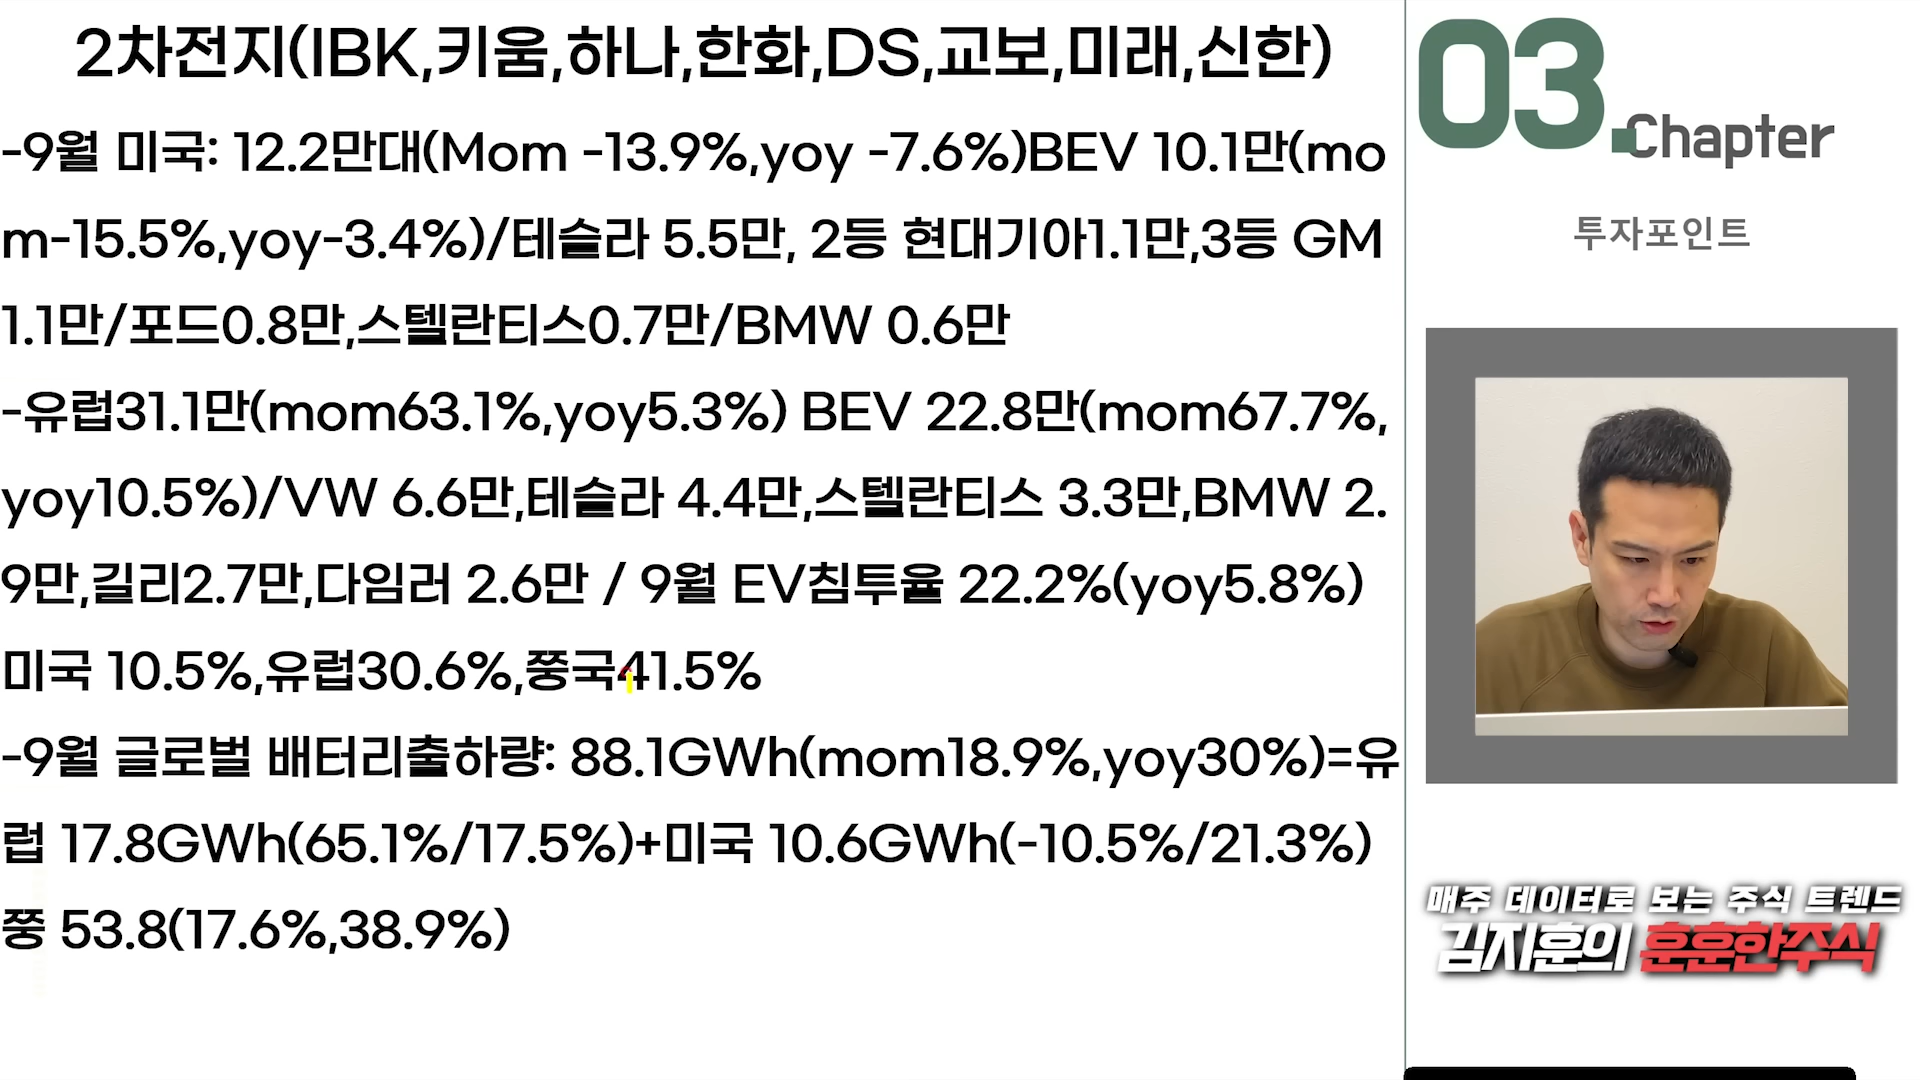 2차전지(IBK,키움,하나,한화,DS,교보,미래,신한)
-9월 미국: 12.2만대(Mom -13.9%,yoy -7.6%)BEV 10.1만(mo
m-15.5%,yoy-3.4%)/테슬라 5.5만, 2등 현대기아1.1만,3등 GM
1.1만/포드0.8만,스텔란티스0.7만/BMW 0.6만
-유럽31.1만(mom63.1%,yoy5.3%) BEV 22.8만(mom67.7%,
yoy10.5%)/VW 6.6만,테슬라 4.4만,스텔란티스 3.3만,BMW 2.
9만,길리2.7만,다임러 2.6만 / 9월 EV침투율 22.2%(yoy5.8%)
미국 10.5%,유럽30.6%,쭝국41.5%
-9월 글로벌 배터리출하량: 88.1GWh(mom18.9%,yoy30%)=유
럽 17.8GWh(65.1%/17.5%)+미국 10.6GWh(-10.5%/21.3%)
쭝 53.8(17.6%,38.9%)
03.Chapter
투자포인트
매주 데이터로 보는 주식 트렌드
김지훈의 훈훈한주식